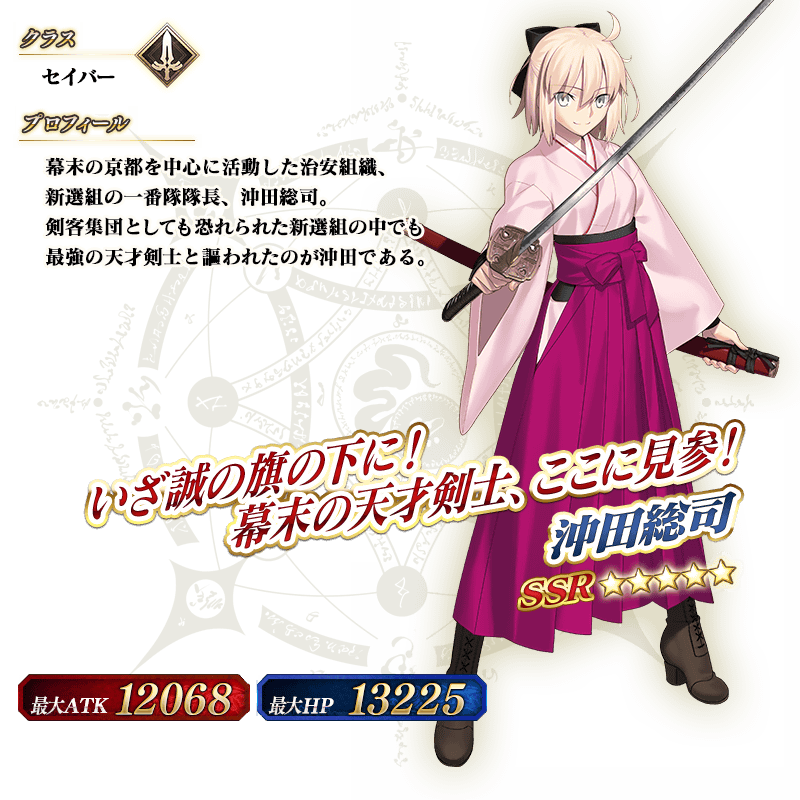 クラス
セイバー
プロフィール
幕末の京都を中心に活動した治安組織、
新選組の一番隊隊長、沖田総司。
剣客集団としても恐れられた新選組の中でも
最強の天才剣士と謳われたのが沖田である。
いざ誠の旗の下に!
幕末の天才剣士、ここに見参!
沖田総司
SSR ☆☆☆☆☆
最大ATK 12068
最大HP 13225